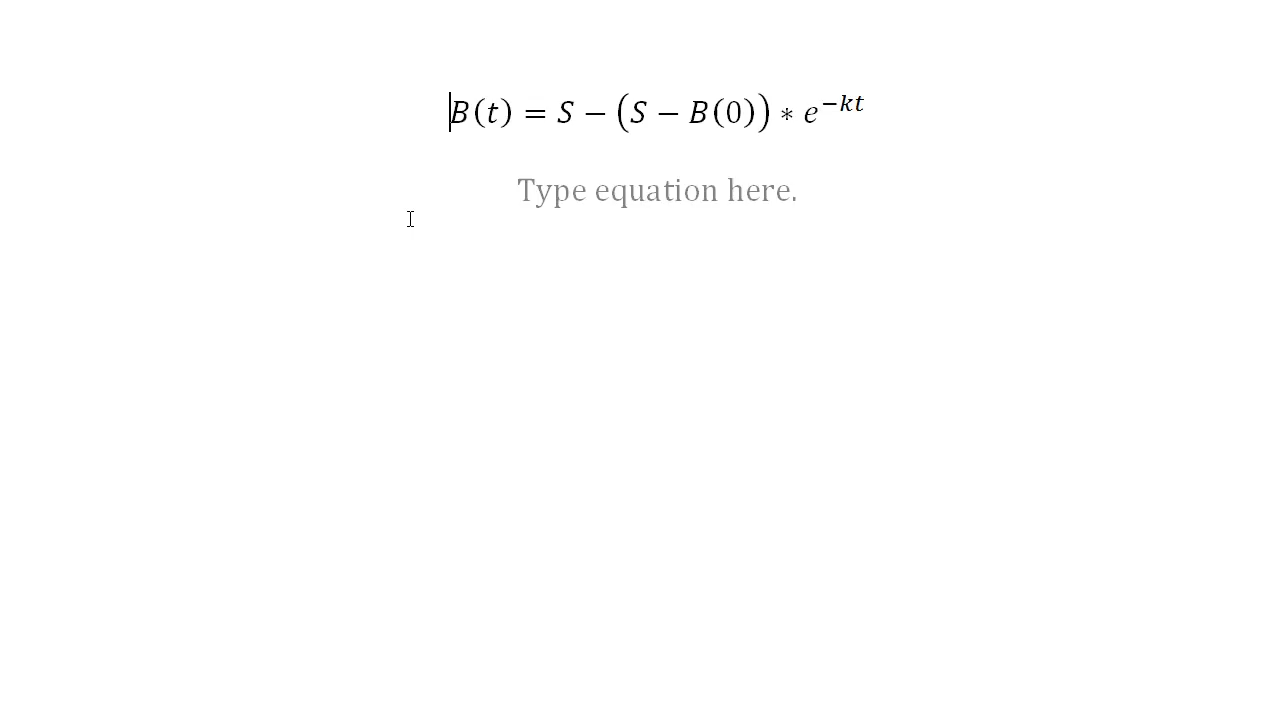 B(t) = S − (S − B(0)) ∗ e^{−kt}
Type equation here.